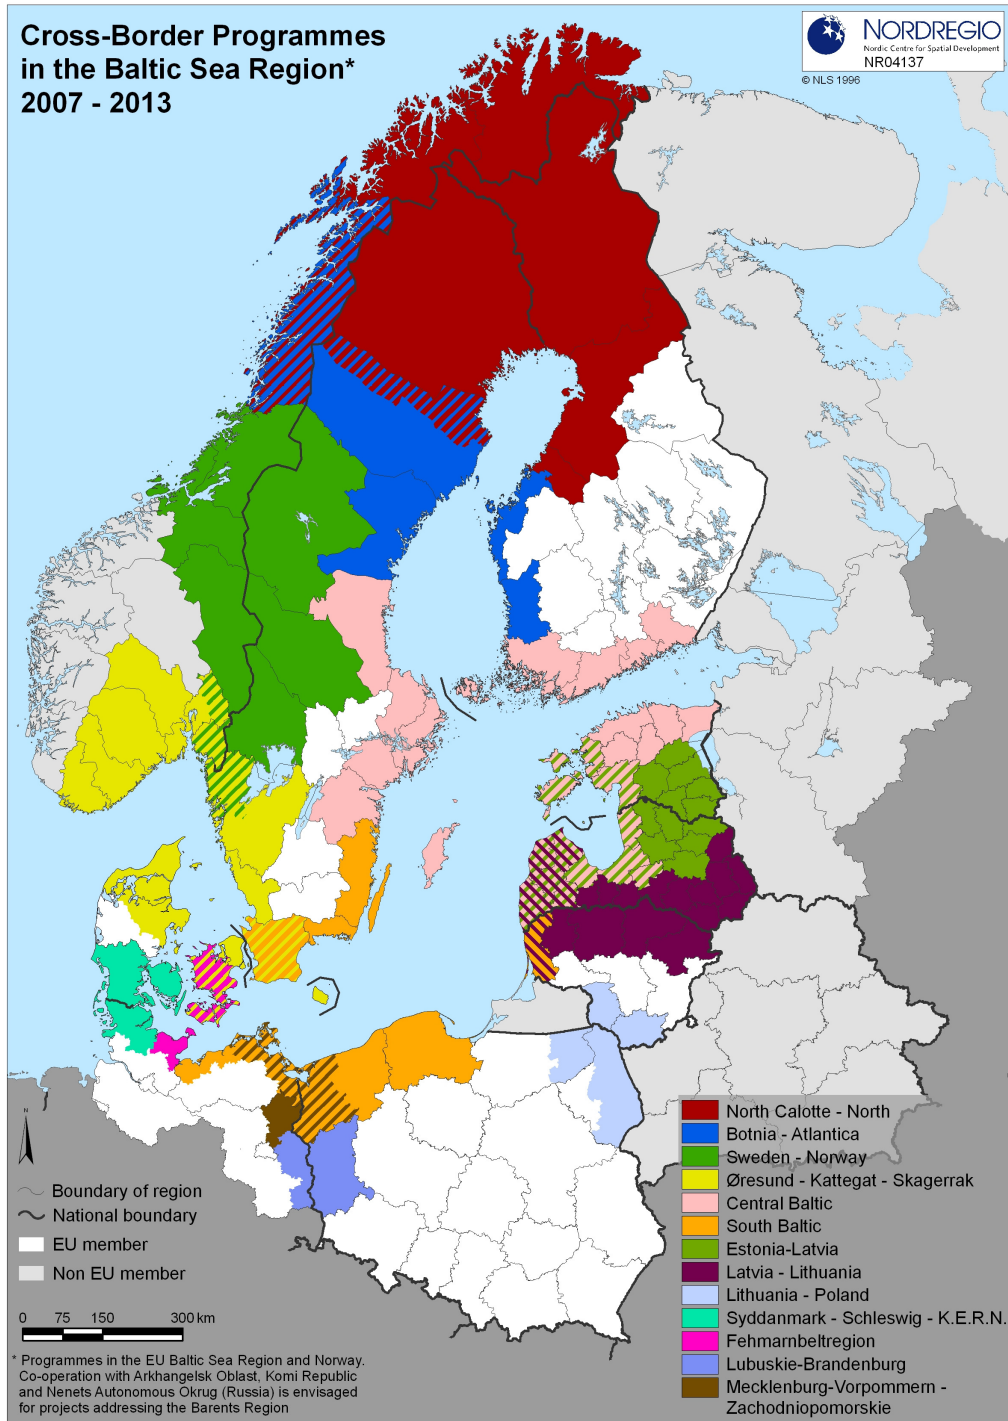 Cross-Border Programmes
in the Baltic Sea Region*
2007 - 2013
NORDREGIO
Nordic Centre for Spatial Development
NR04137
© NLS 1996
N
Boundary of region
National boundary
EU member
Non EU member
0 75 150 300 km
* Programmes in the EU Baltic Sea Region and Norway.
Co-operation with Arkhangelsk Oblast, Komi Republic
and Nenets Autonomous Okrug (Russia) is envisaged
for projects addressing the Barents Region
North Calotte - North
Botnia - Atlantica
Sweden - Norway
Øresund - Kattegat - Skagerrak
Central Baltic
South Baltic
Estonia-Latvia
Latvia - Lithuania
Lithuania - Poland
Syddanmark - Schleswig - K.E.R.N.
Fehmarnbeltregion
Lubuskie-Brandenburg
Mecklenburg-Vorpommern -
Zachodniopomorskie